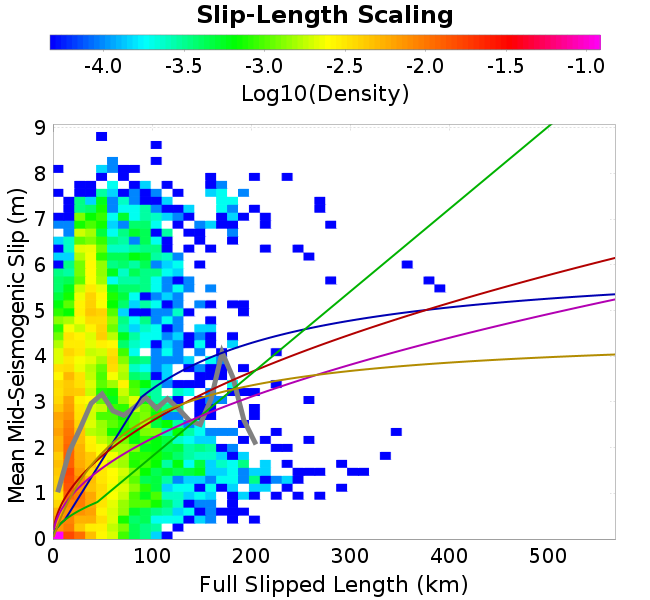 Slip-Length Scaling
-4.0 -3.5 -3.0 -2.5 -2.0 -1.5 -1.0
Log10(Density)
Mean Mid-Seismogenic Slip (m)
9
8
7
6
5
4
3
2
1
0
0 100 200 300 400 500
Full Slipped Length (km)